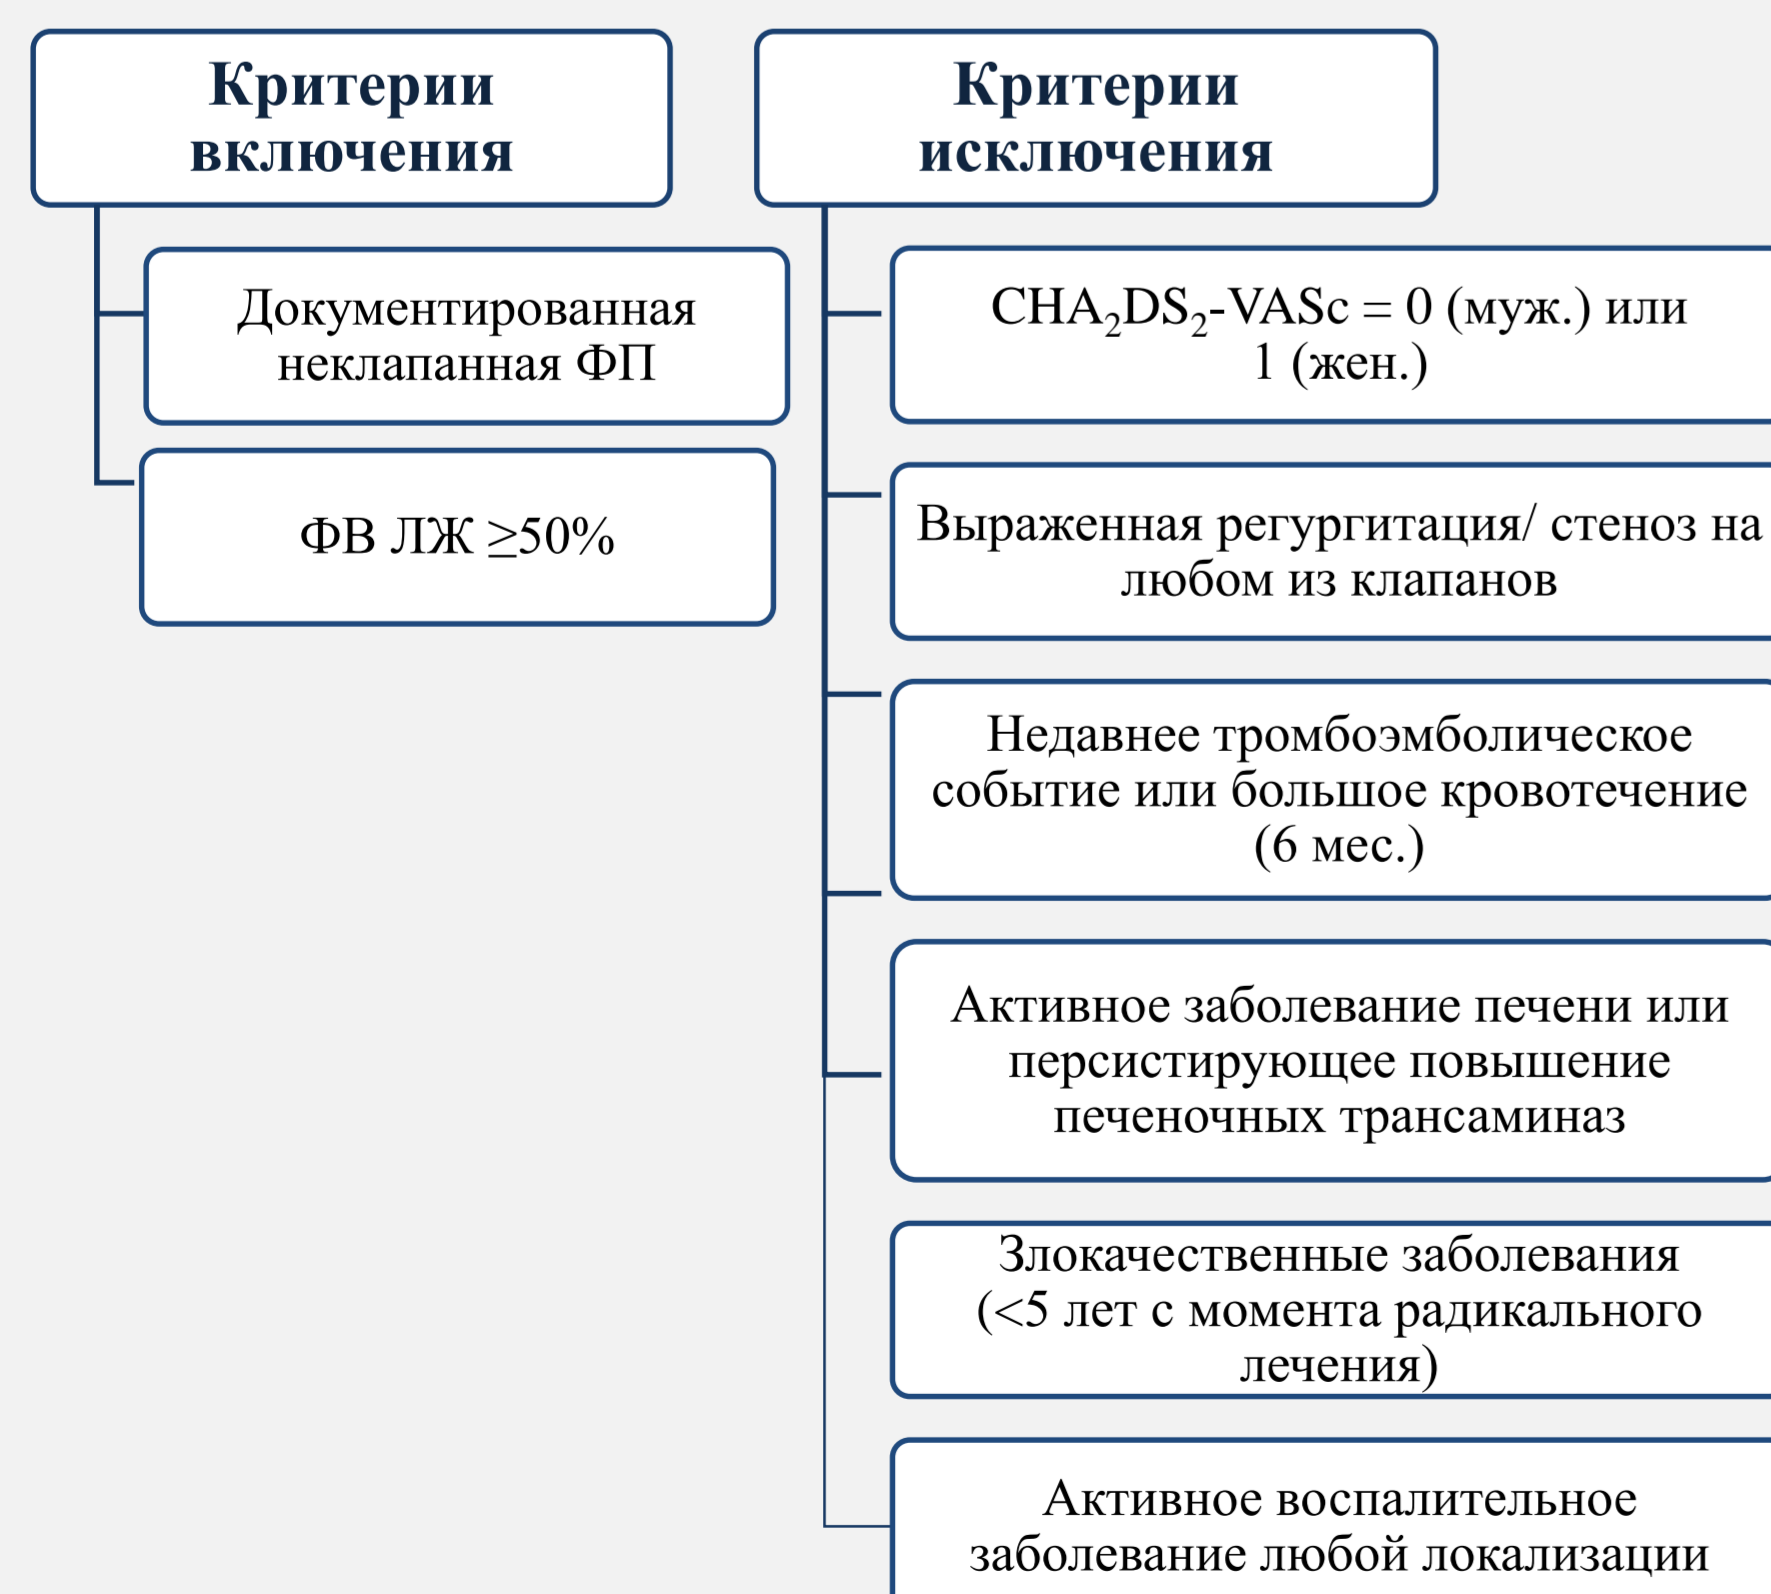 Критерии
включения
Документированная
неклапанная ФП
ФВ ЛЖ ≥50%
Критерии
исключения
CHA₂DS₂-VASc = 0 (муж.) или
1 (жен.)
Выраженная регургитация/ стеноз на
любом из клапанов
Недавнее тромбоэмболическое
событие или большое кровотечение
(6 мес.)
Активное заболевание печени или
персистирующее повышение
печеночных трансаминаз
Злокачественные заболевания
(<5 лет с момента радикального
лечения)
Активное воспалительное
заболевание любой локализации